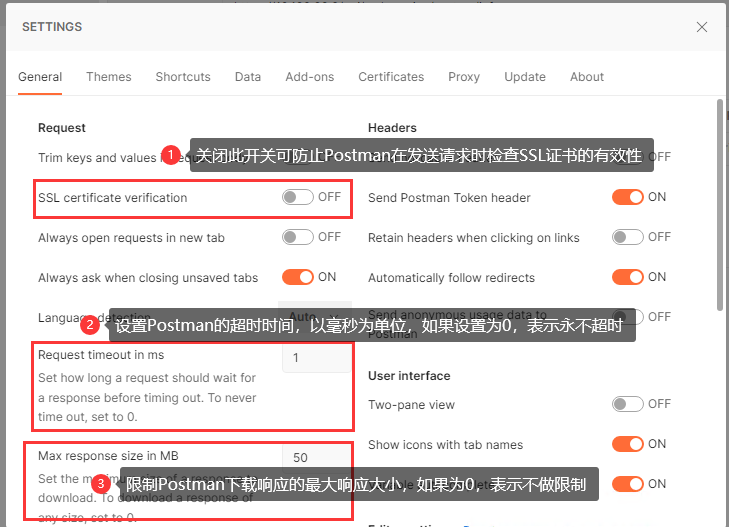 SETTINGS
General Themes Shortcuts Data Add-ons Certificates Proxy Update About
Request
Headers
1 关闭此开关可防止Postman在发送请求时检查SSL证书的有效性
Trim keys and values in request
OFF
SSL certificate verification OFF
Send Postman Token header ON
Always open requests in new tab OFF
Retain headers when clicking on links OFF
Always ask when closing unsaved tabs ON
Automatically follow redirects ON
Language detection Auto
Send anonymous usage data to
Postman
OFF
2 设置Postman的超时时间，以毫秒为单位，如果设置为0，表示永不超时
Request timeout in ms 1
Set how long a request should wait for
a response before timing out. To never
time out, set to 0.
User interface
Two-pane view OFF
Show icons with tab names ON
Max response size in MB 50
Set the maximum size of a response to
download. To download a response of
any size, set to 0.
3 限制Postman下载响应的最大响应大小，如果为0，表示不做限制
ON